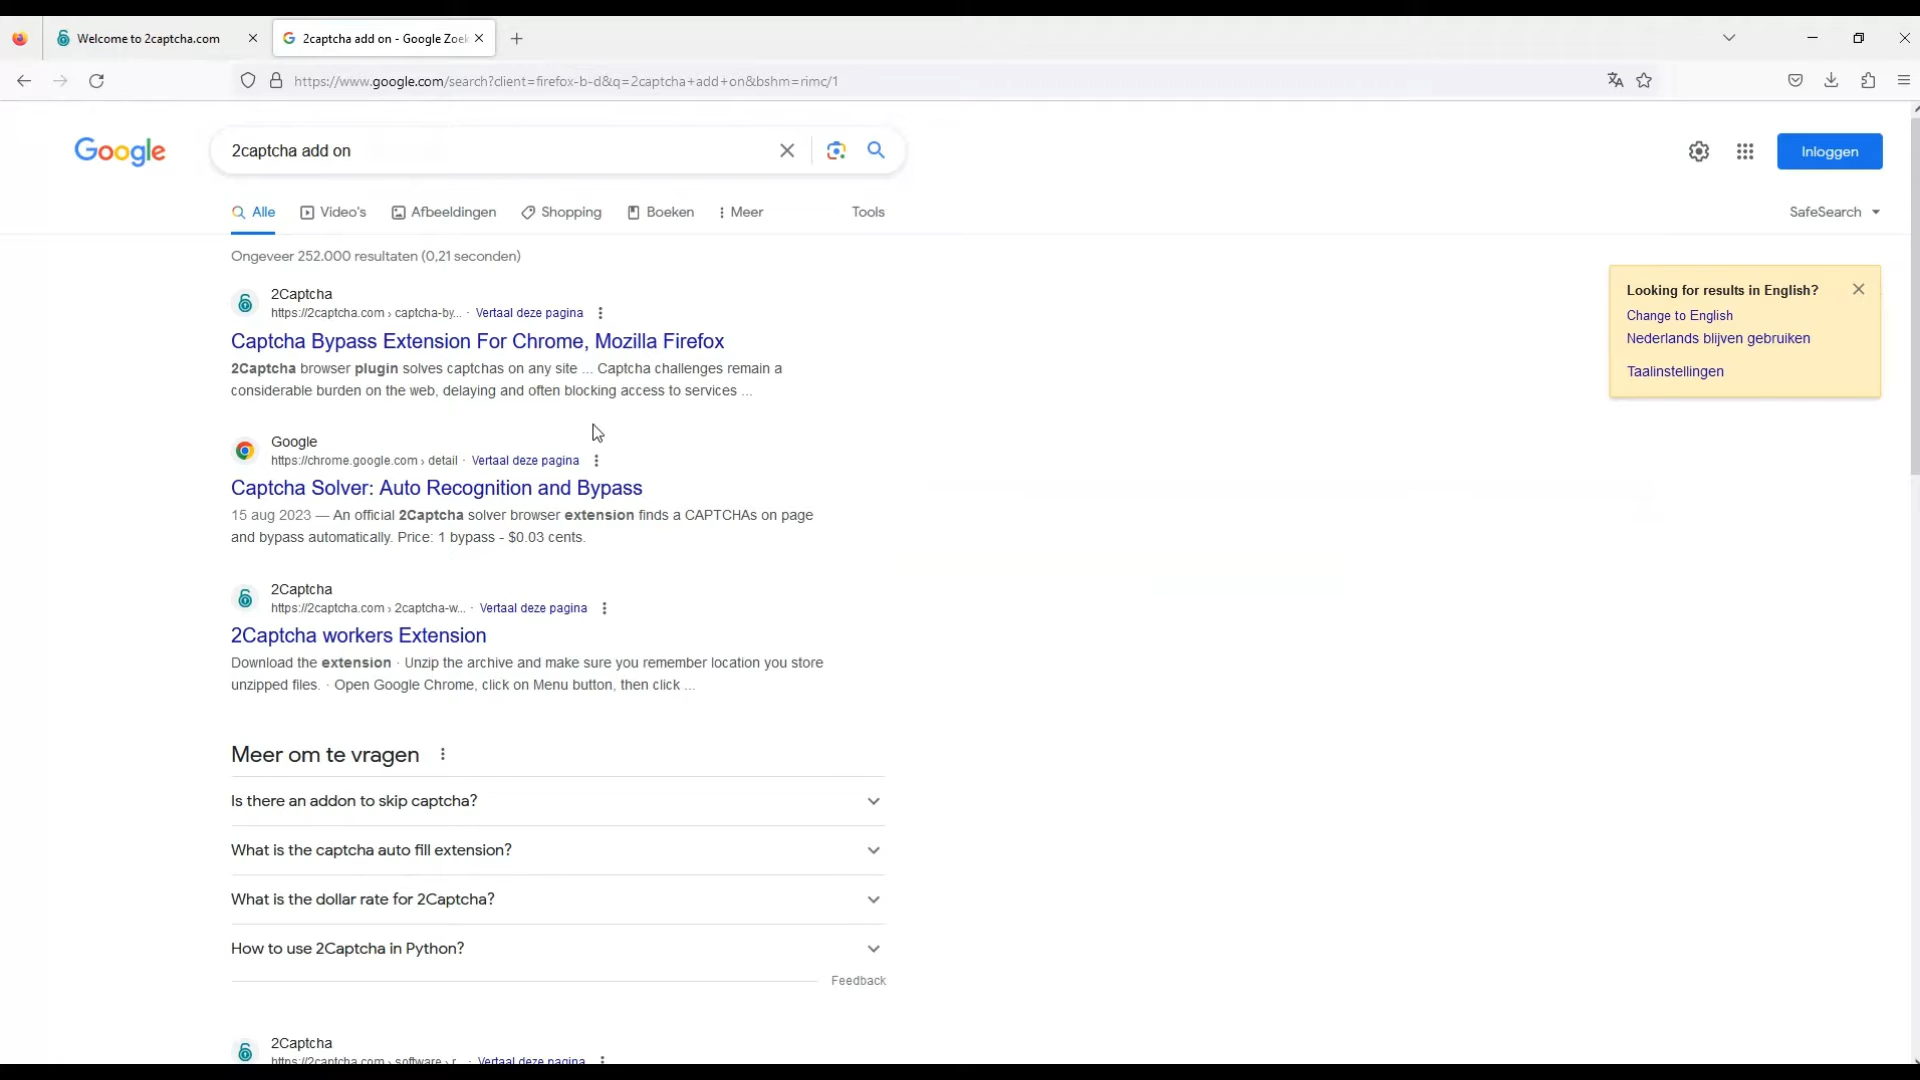 Welcome to 2captcha.com
2captcha add on - Google Zoek
https://www.google.com/search?client=firefox-b-d&q=2captcha+add+on&bshm=rimc/1
Google
2captcha add on
Inloggen
Alle
Video's
Afbeeldingen
Shopping
Boeken
Meer
Tools
SafeSearch
Ongeveer 252.000 resultaten (0,21 seconden)
Looking for results in English?
Change to English
Nederlands blijven gebruiken
Taalinstellingen
2Captcha
https://2captcha.com › captcha-by... · Vertaal deze pagina
Captcha Bypass Extension For Chrome, Mozilla Firefox
2Captcha browser plugin solves captchas on any site ... Captcha challenges remain a
considerable burden on the web, delaying and often blocking access to services ...
Google
https://chrome.google.com › detail · Vertaal deze pagina
Captcha Solver: Auto Recognition and Bypass
15 aug 2023 — An official 2Captcha solver browser extension finds a CAPTCHAs on page
and bypass automatically. Price: 1 bypass - $0.03 cents.
2Captcha
https://2captcha.com › 2captcha-w... · Vertaal deze pagina
2Captcha workers Extension
Download the extension · Unzip the archive and make sure you remember location you store
unzipped files. · Open Google Chrome, click on Menu button, then click ...
Meer om te vragen
Is there an addon to skip captcha?
What is the captcha auto fill extension?
What is the dollar rate for 2Captcha?
How to use 2Captcha in Python?
Feedback
2Captcha
https://2captcha.com › software › r... · Vertaal deze pagina